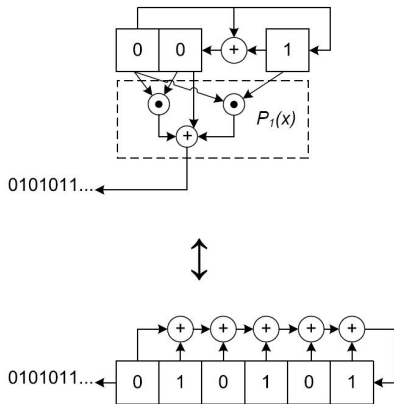 0 0 + 1
P₁(x)
+
0101011...
+ + + + +
0101011... 0 1 0 1 0 1